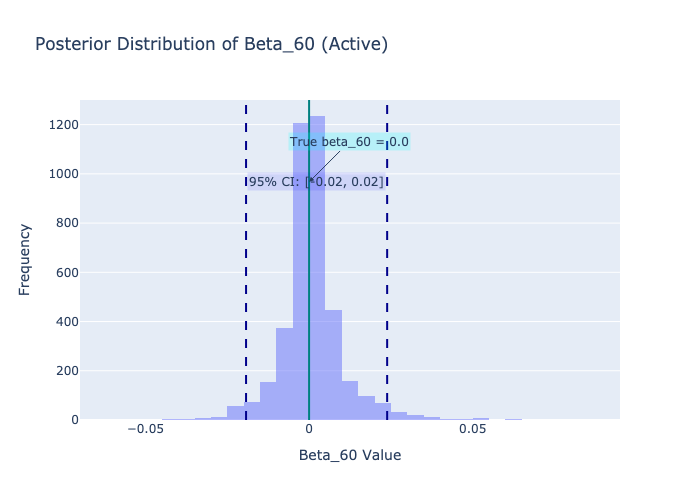 Posterior Distribution of Beta_60 (Active)
1200
1000
800
600
400
200
0
Frequency
True beta_60 = 0.0
95% CI: [-0.02, 0.02]
−0.05
0
0.05
Beta_60 Value